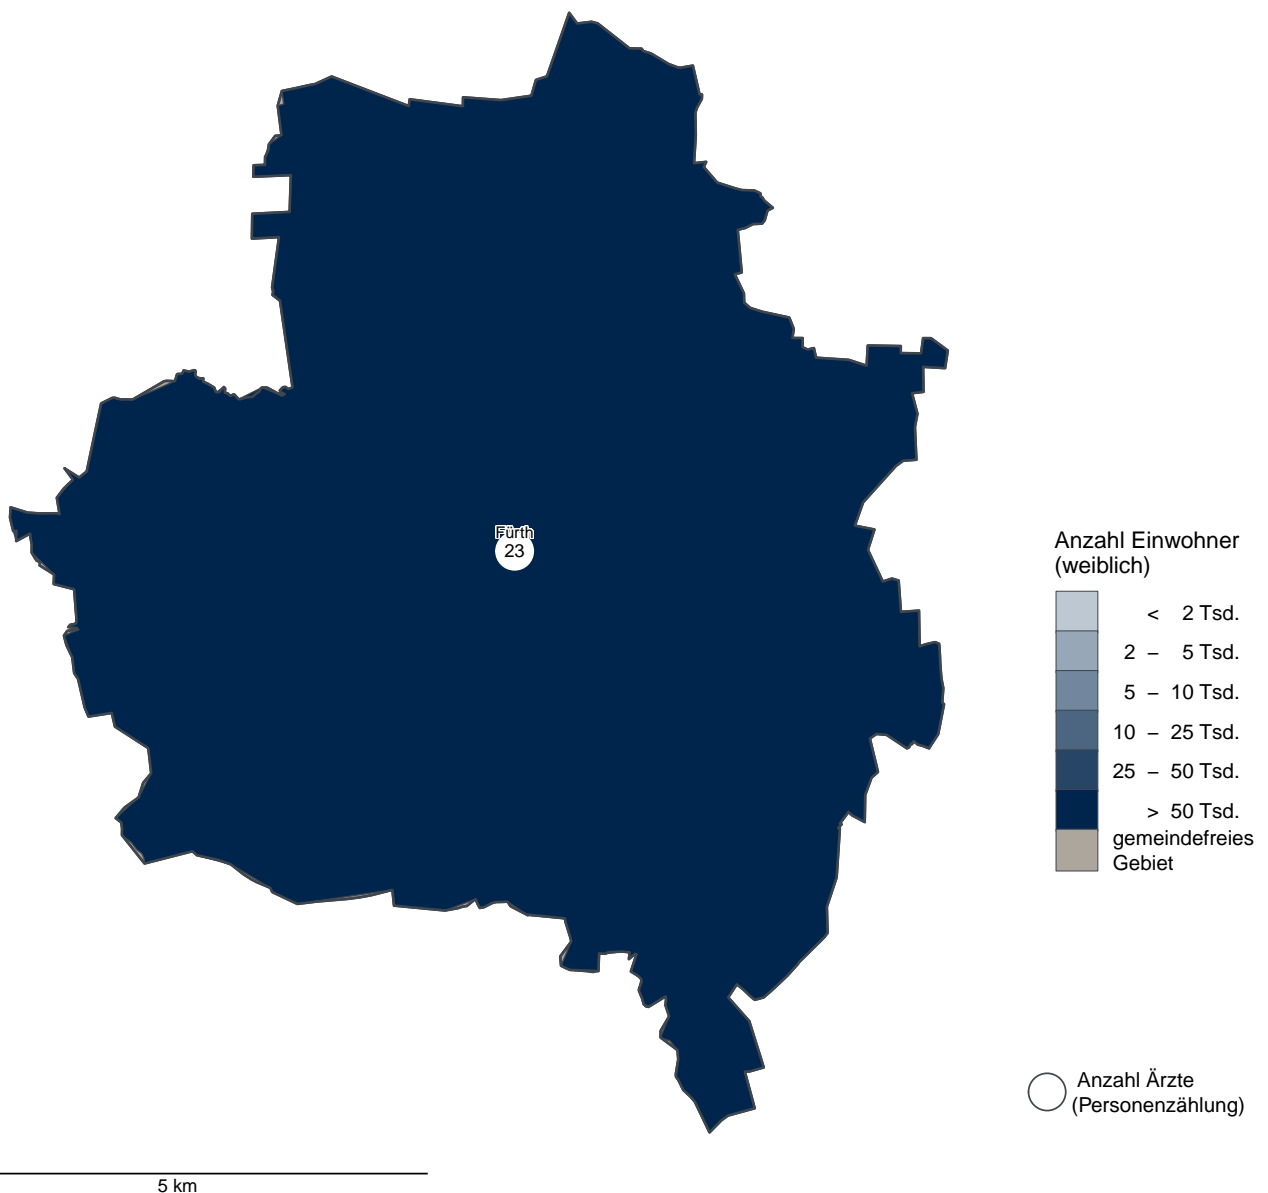 Fürth
23
Anzahl Einwohner
(weiblich)
< 2 Tsd.
2 – 5 Tsd.
5 – 10 Tsd.
10 – 25 Tsd.
25 – 50 Tsd.
> 50 Tsd.
gemeindefreies
Gebiet
Anzahl Ärzte
(Personenzählung)
5 km